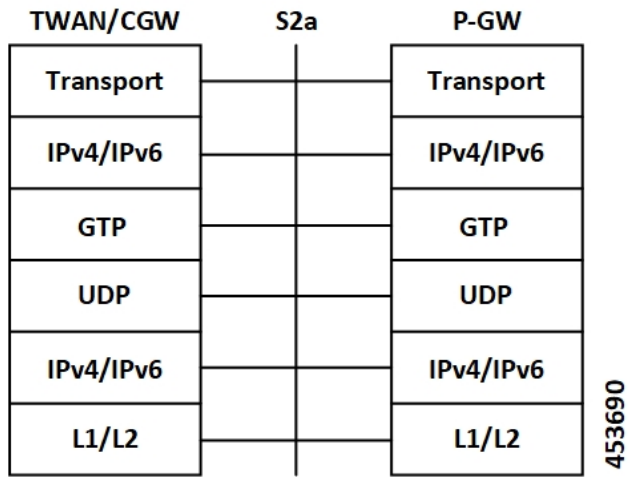 TWAN/CGW S2a P-GW
Transport Transport
IPv4/IPv6 IPv4/IPv6
GTP GTP
UDP UDP
IPv4/IPv6 IPv4/IPv6
L1/L2 L1/L2
453690